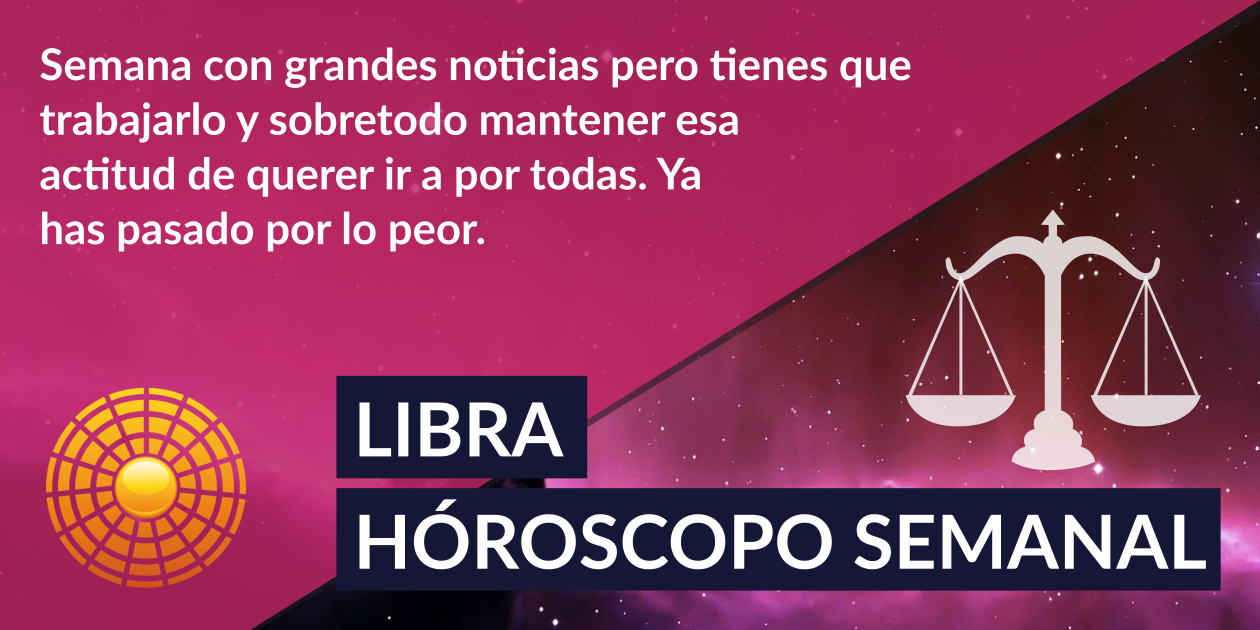 Semana con grandes noticias pero tienes que
trabajarlo y sobretodo mantener esa
actitud de querer ir a por todas. Ya
has pasado por lo peor.
LIBRA
HÓROSCOPO SEMANAL